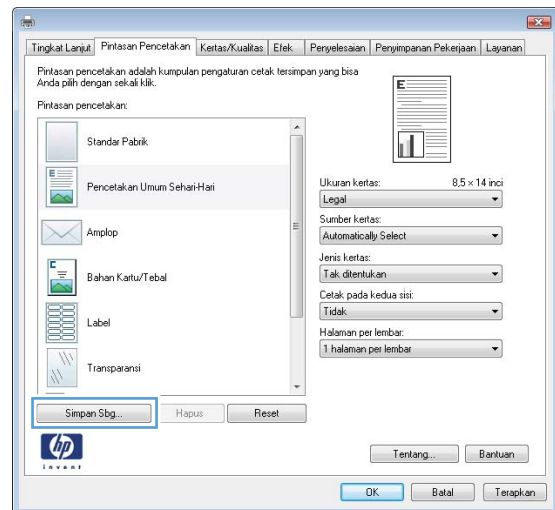 Tingkat Lanjut Pintasan Pencetakan Kertas/Kualitas Efek Penyelesaian Penyimpanan Pekerjaan Layanan
Pintasan pencetakan adalah kumpulan pengaturan cetak tersimpan yang bisa
Anda pilih dengan sekali klik.
Pintasan pencetakan:
Standar Pabrik
Pencetakan Umum Sehari-Hari
Amplop
Bahan Kartu/Tebal
Label
Transparansi
Simpan Sbg... Hapus Reset
E
Ukuran kertas: 8,5 × 14 inci
Legal
Sumber kertas:
Automatically Select
Jenis kertas:
Tak ditentukan
Cetak pada kedua sisi:
Tidak
Halaman per lembar:
1 halaman per lembar
hp
invent
Tentang... Bantuan
OK Batal Terapkan